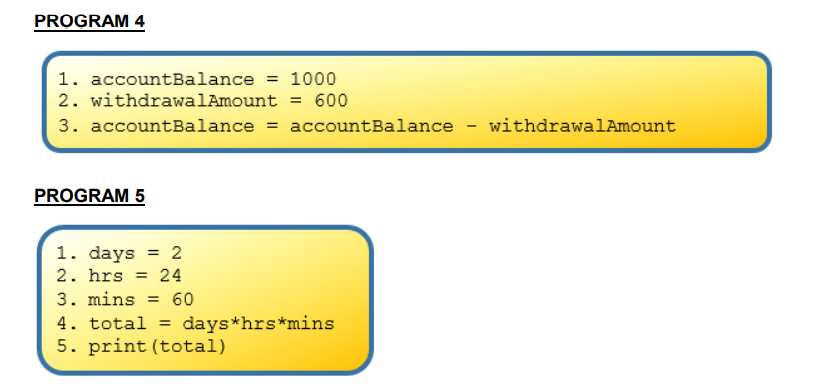 PROGRAM 4
1. accountBalance = 1000
2. withdrawalAmount = 600
3. accountBalance = accountBalance - withdrawalAmount
PROGRAM 5
1. days = 2
2. hrs = 24
3. mins = 60
4. total = days*hrs*mins
5. print(total)